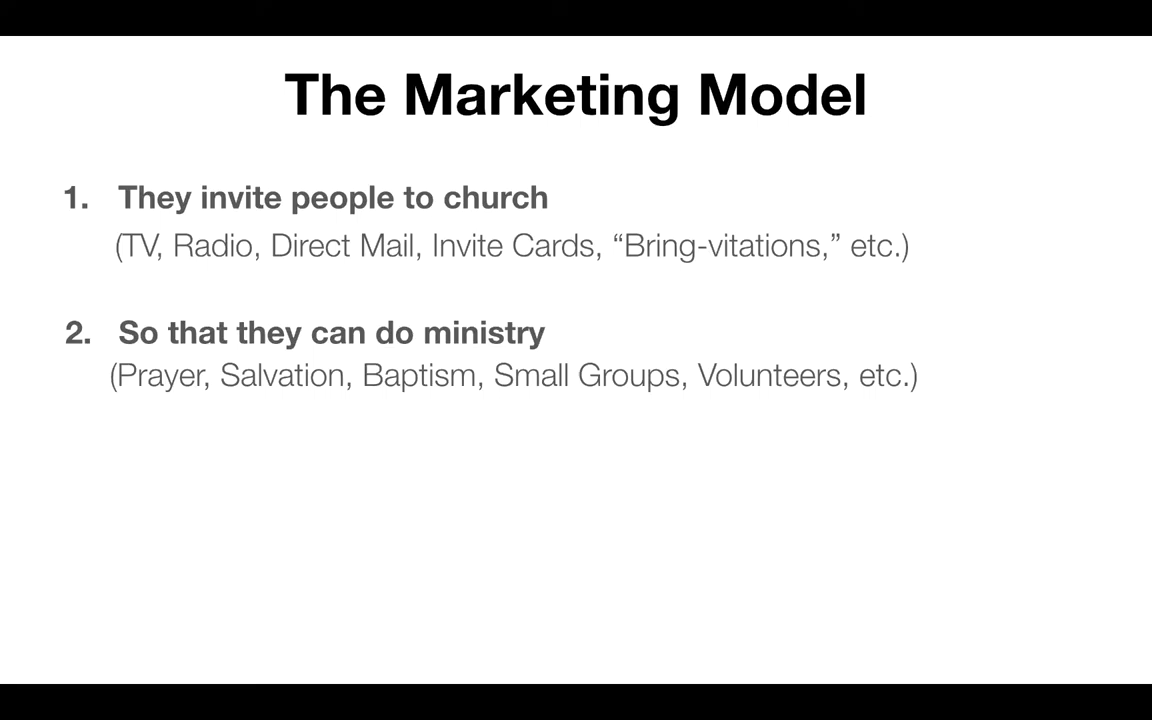 The Marketing Model
1. They invite people to church
(TV, Radio, Direct Mail, Invite Cards, “Bring-vitations,” etc.)
2. So that they can do ministry
(Prayer, Salvation, Baptism, Small Groups, Volunteers, etc.)